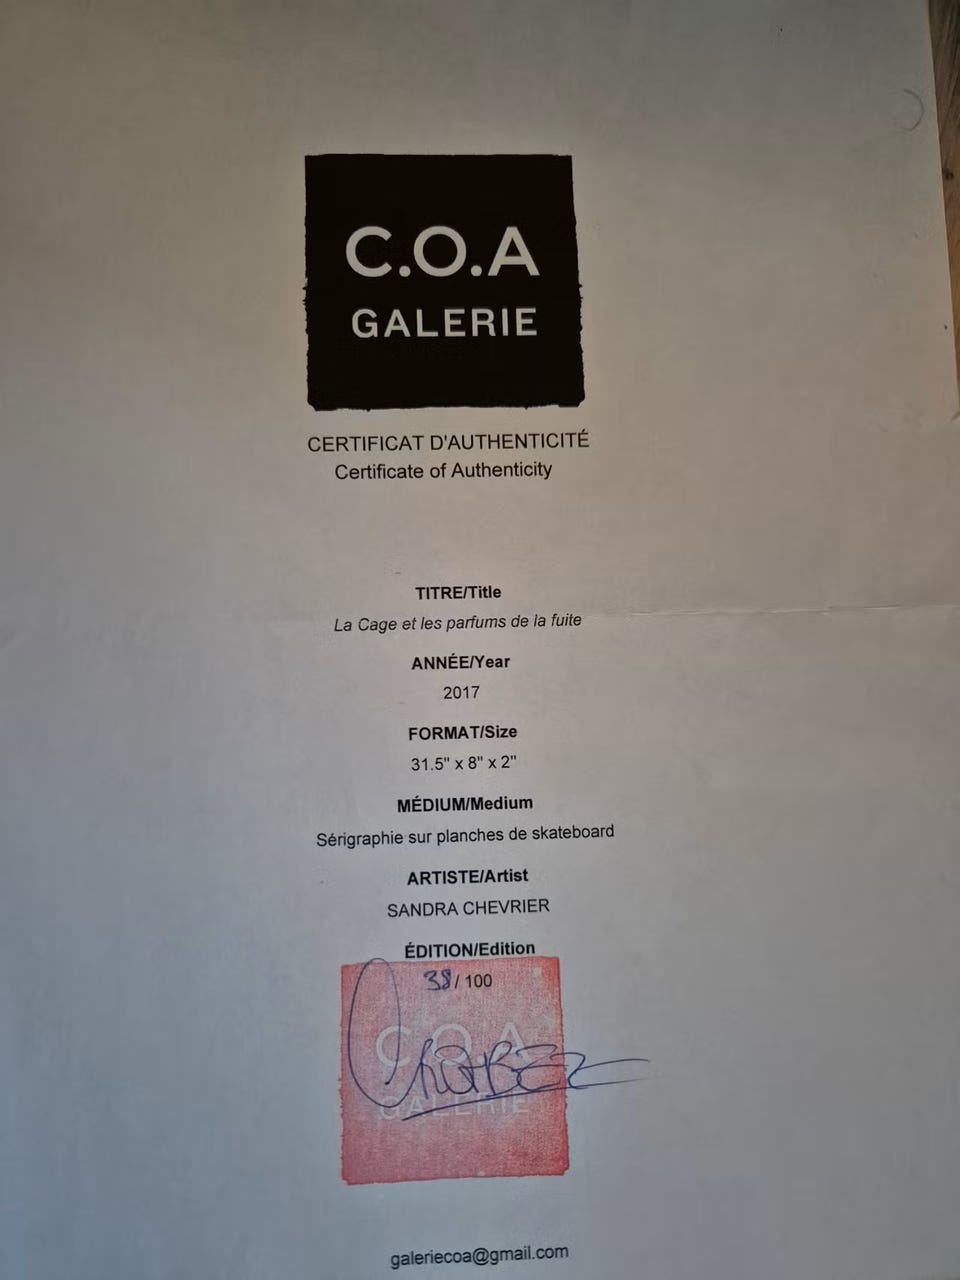 C.O.A
GALERIE
CERTIFICAT D'AUTHENTICITÉ
Certificate of Authenticity
TITRE/Title
La Cage et les parfums de la fuite
ANNÉE/Year
2017
FORMAT/Size
31.5" x 8" x 2"
MÉDIUM/Medium
Sérigraphie sur planches de skateboard
ARTISTE/Artist
SANDRA CHEVRIER
ÉDITION/Edition
38/ 100
C.O.A
GALERIE
galeriecoa@gmail.com